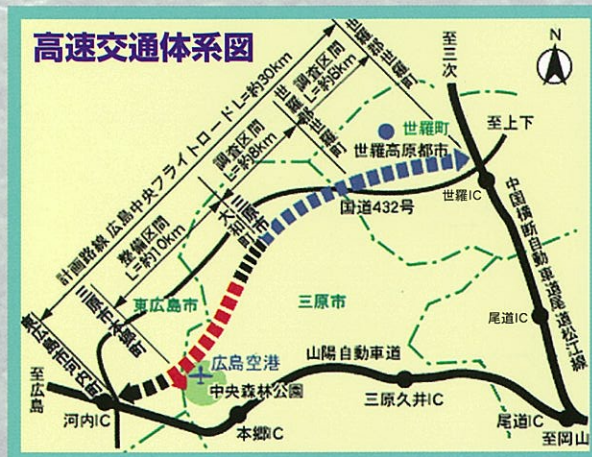 高速交通体系図
計画路線 広島中央フライトロード L=約30km
調査区間
L=約8km
調査区間
L=約8km
整備区間
L=約10km
世羅郡世羅町
世羅郡世羅町
三原市
大和町
三原市本郷町
東広島市河内町
至三次
N
世羅町
世羅高原都市
至上下
国道432号
世羅IC
中国横断自動車道尾道松江線
東広島市
三原市
尾道IC
広島空港
中央森林公園
山陽自動車道
至広島
河内IC
本郷IC
三原久井IC
尾道IC
至岡山